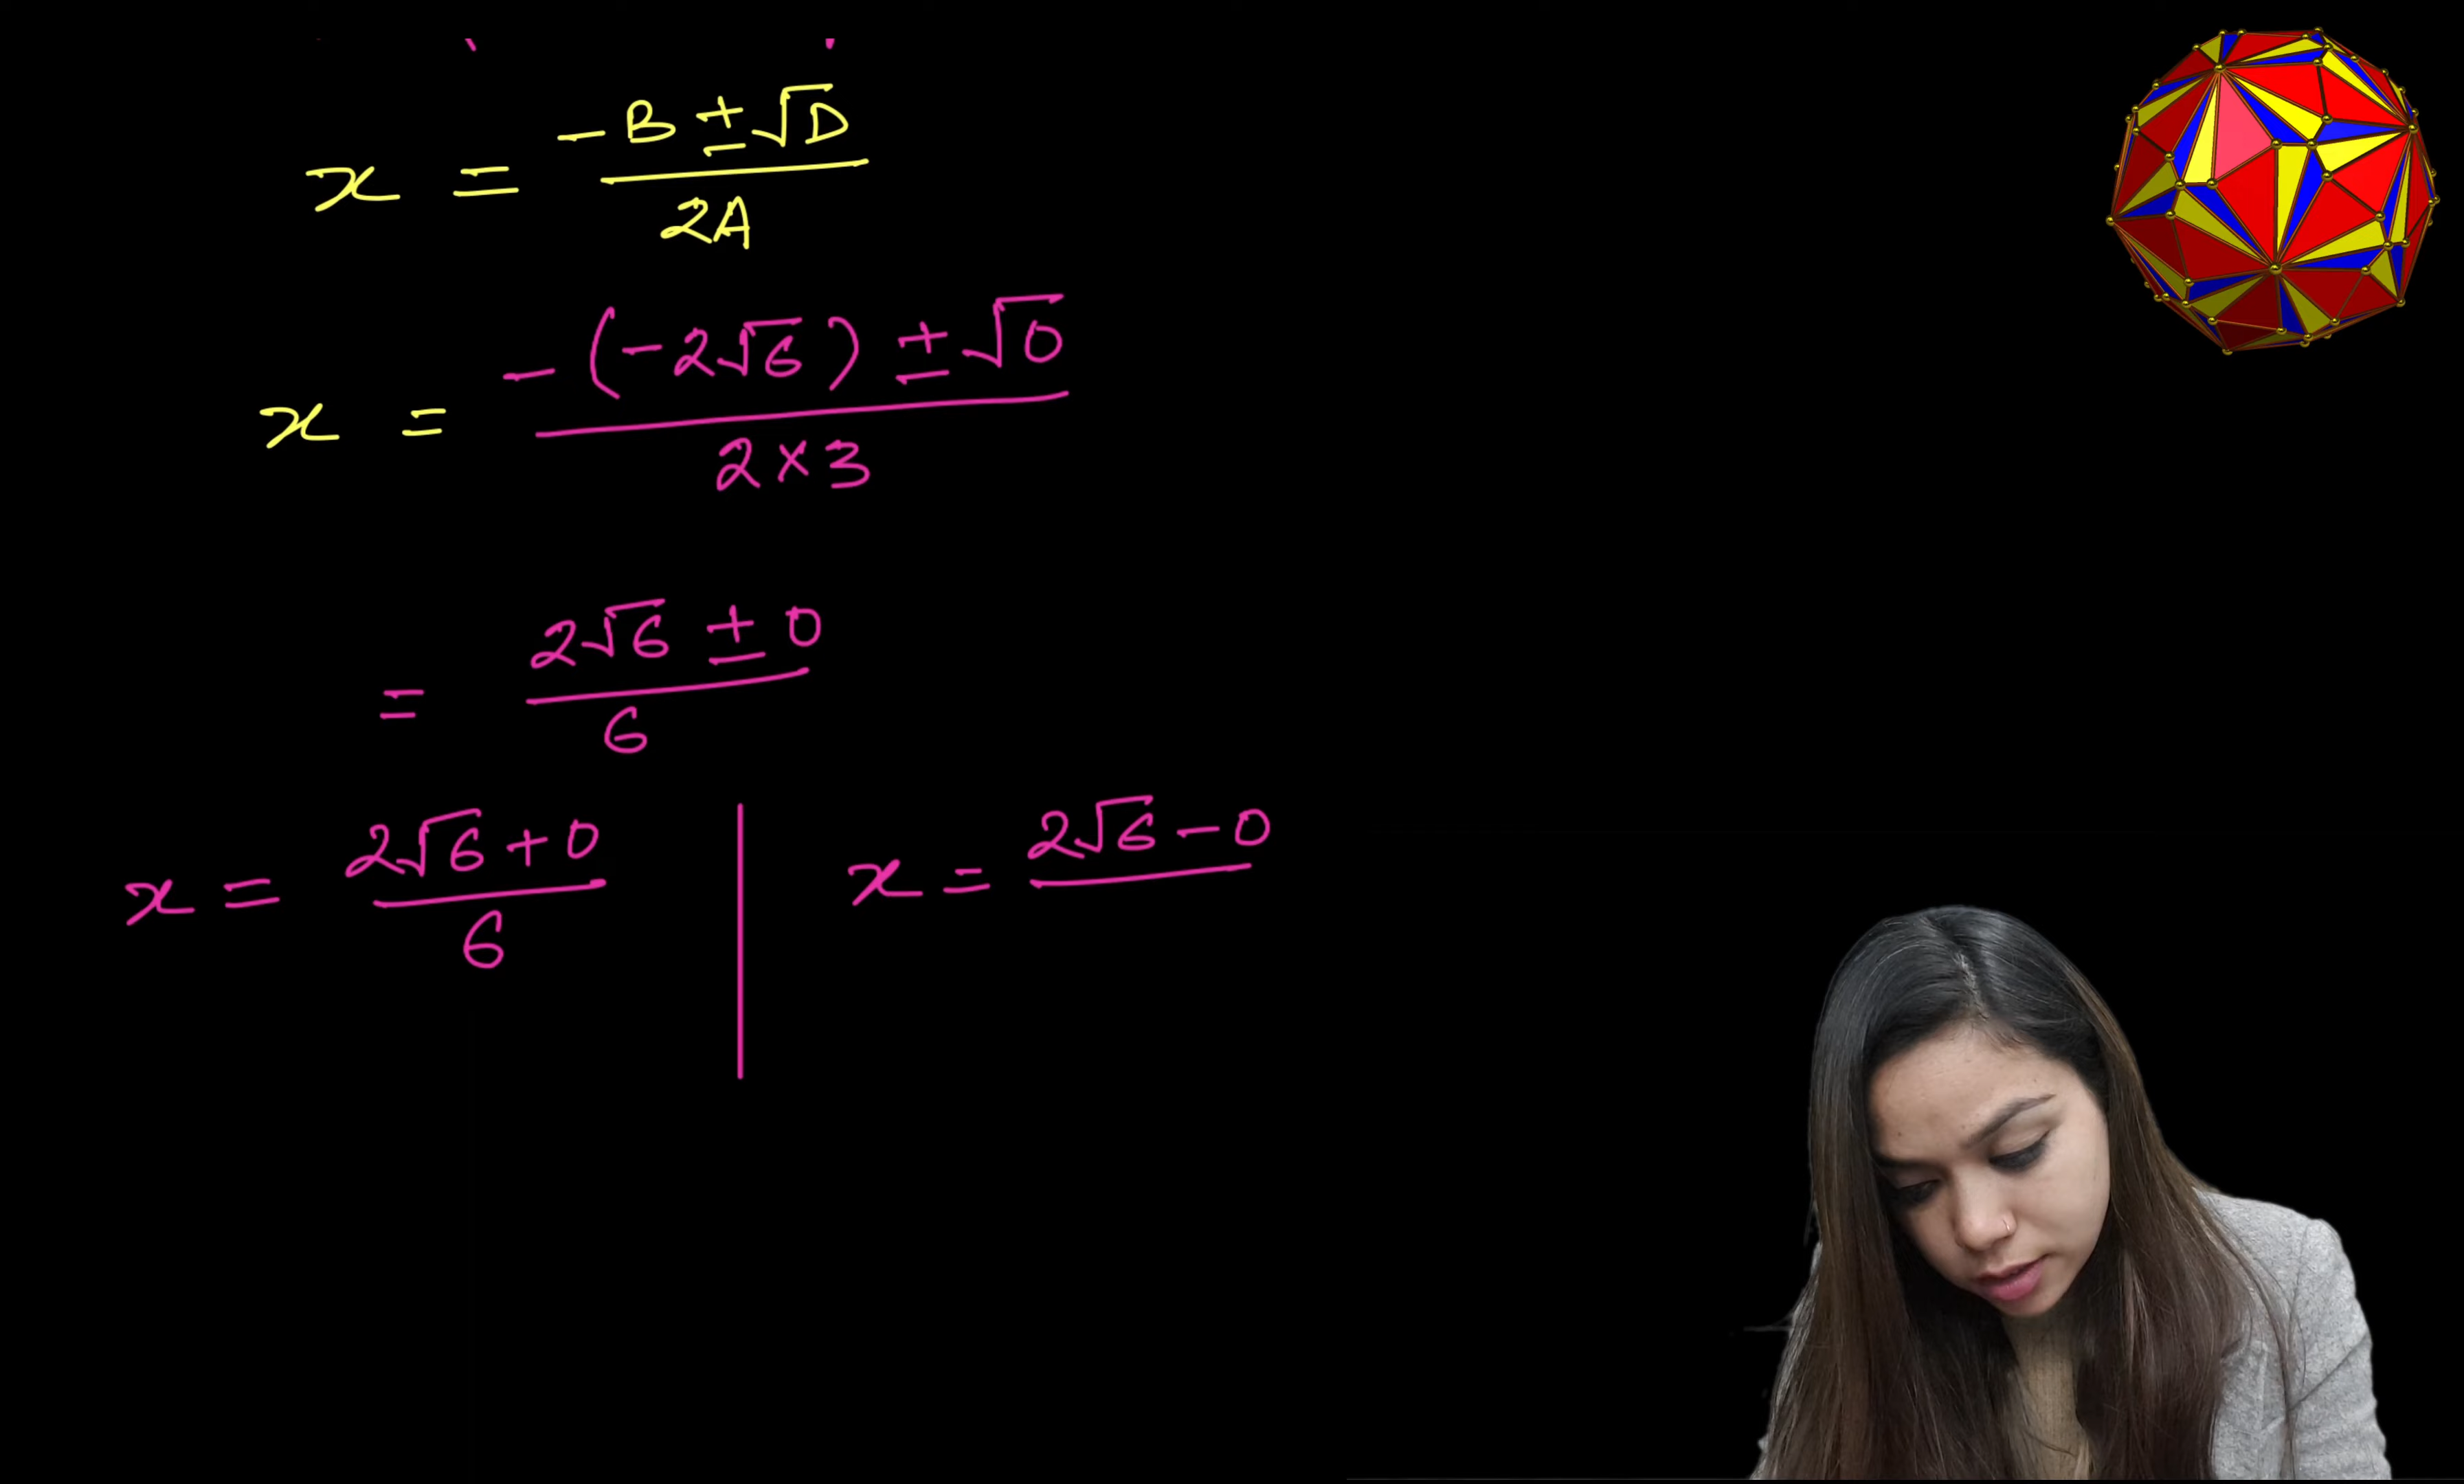 x = (-B ± √D) / 2A
x = (-(-2√6) ± √0) / (2×3)
= (2√6 ± 0) / 6
x = (2√6 + 0) / 6 | x = (2√6 - 0) /